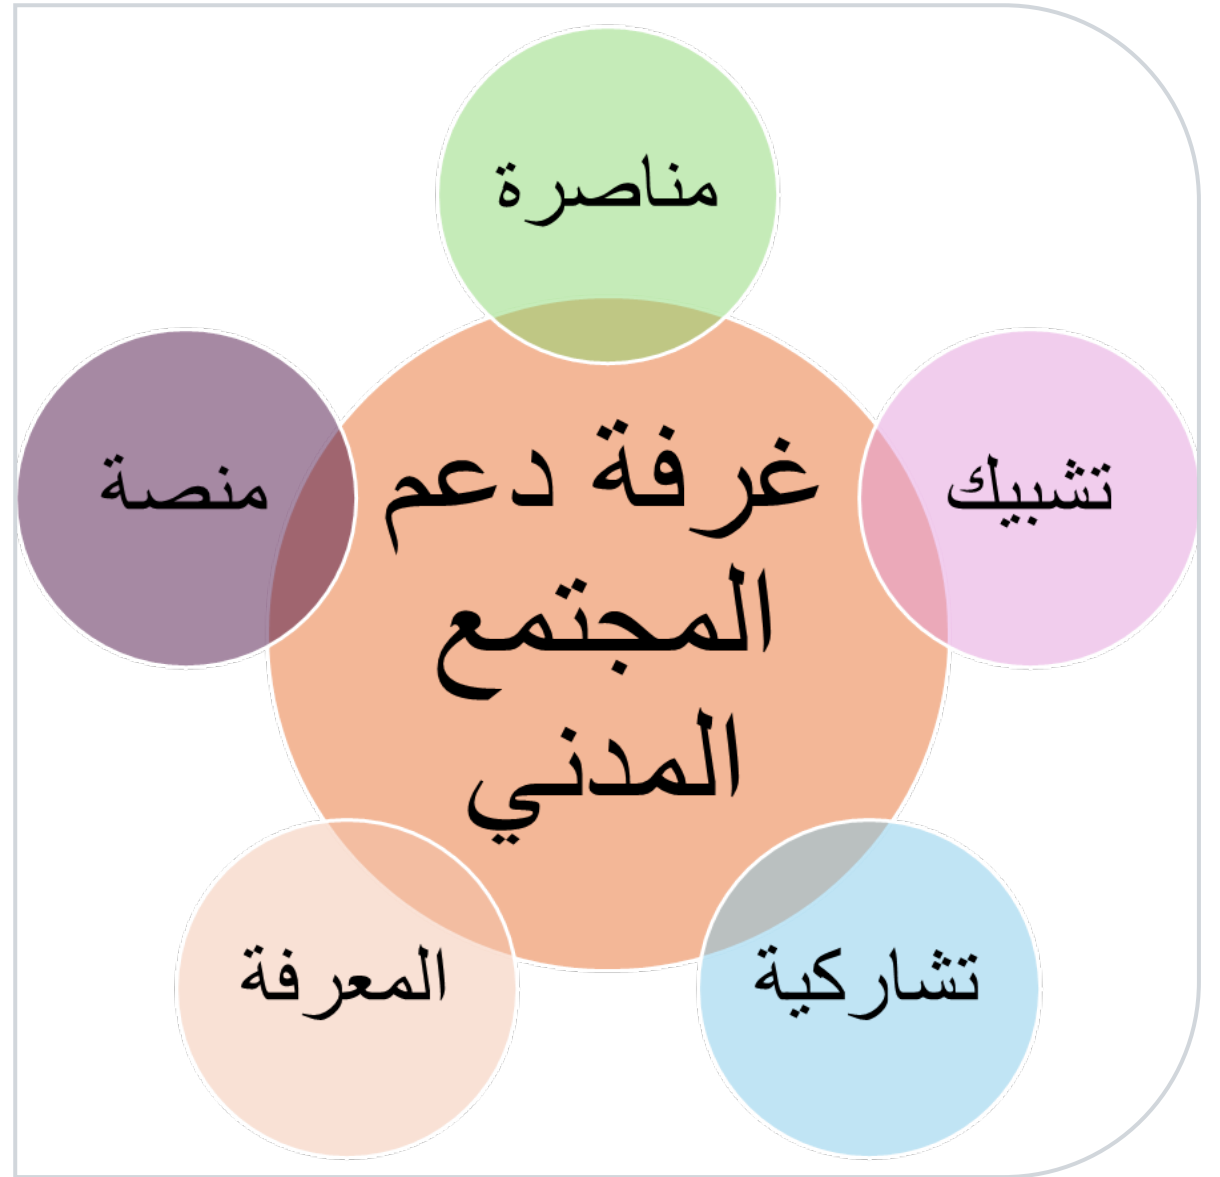 مناصرة
غرفة دعم
المجتمع
المدني
تشبيك
تشاركية
المعرفة
منصة